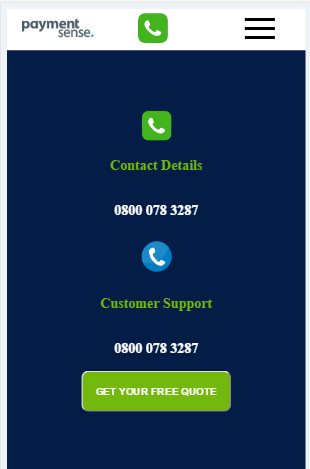 payment
sense.
Contact Details
0800 078 3287
Customer Support
0800 078 3287
GET YOUR FREE QUOTE